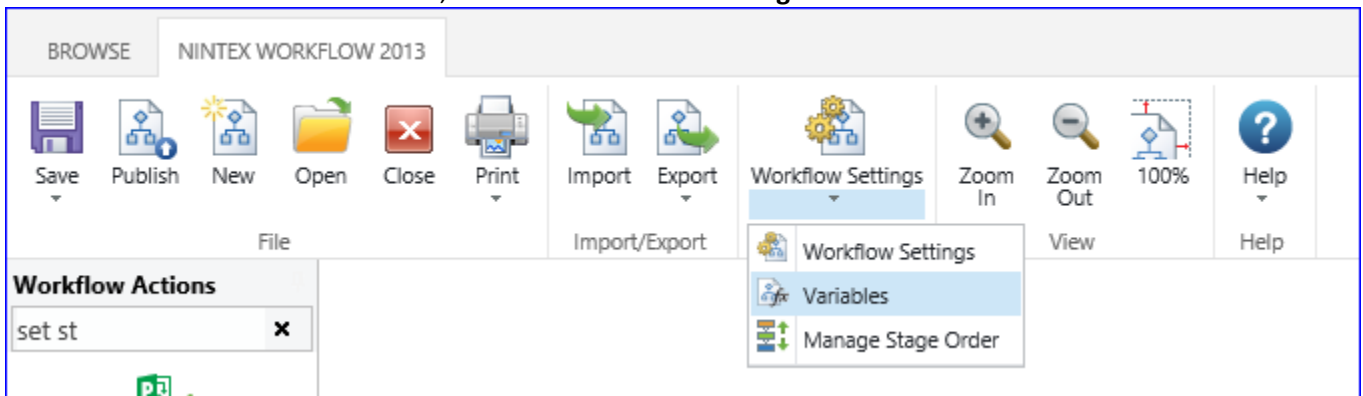 BROWSE NINTEX WORKFLOW 2013
Save Publish New Open Close Print Import Export Workflow Settings Zoom In Zoom Out 100% Help
File Import/Export View Help
Workflow Settings
Variables
Manage Stage Order
Workflow Actions
set st